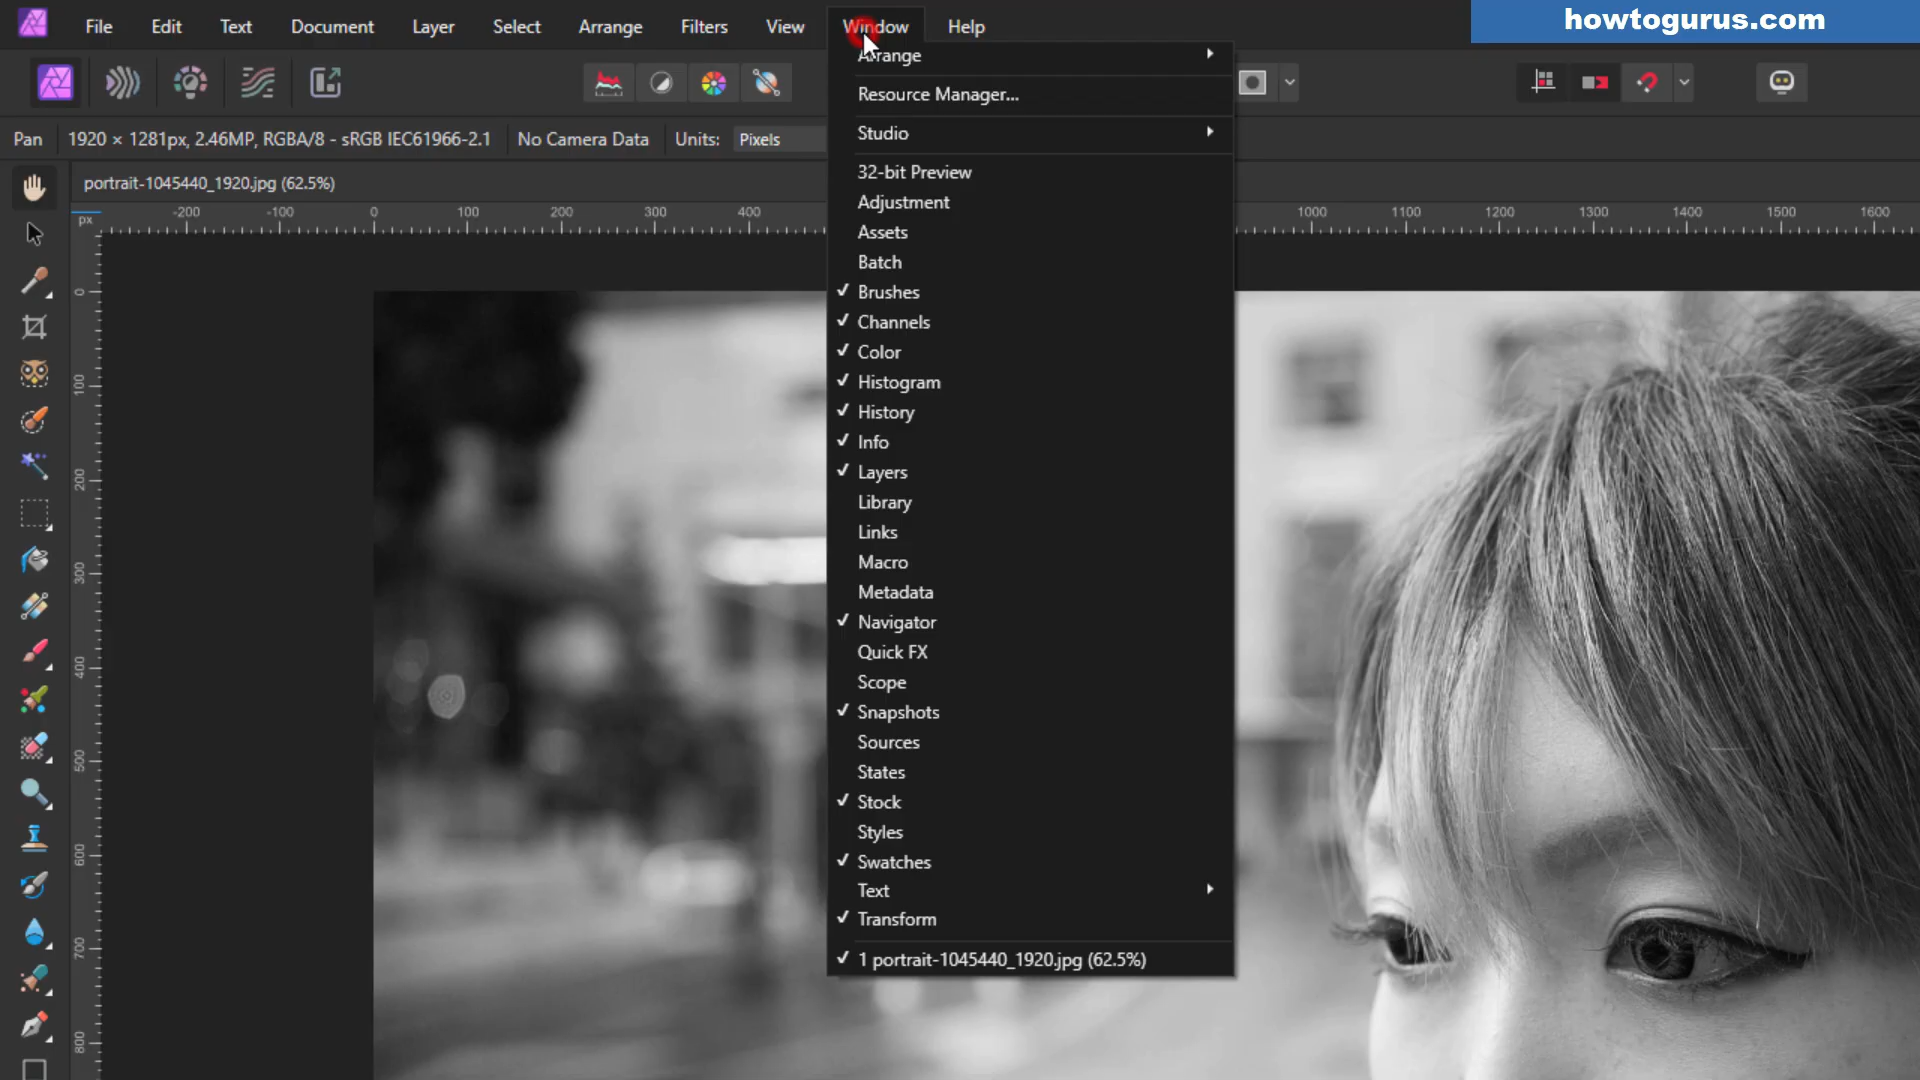 File Edit Text Document Layer Select Arrange Filters View Window Help
howtogurus.com
Pan 1920 × 1281px, 2.46MP, RGBA/8 - sRGB IEC61966-2.1 No Camera Data Units: Pixels
portrait-1045440_1920.jpg (62.5%)
px -200 -100 0 100 200 300 400 1000 1100 1200 1300 1400 1500 1600
0
100
200
300
400
500
600
700
800
Arrange
Resource Manager...
Studio
32-bit Preview
Adjustment
Assets
Batch
✓ Brushes
✓ Channels
✓ Color
✓ Histogram
✓ History
✓ Info
✓ Layers
Library
Links
Macro
Metadata
✓ Navigator
Quick FX
Scope
✓ Snapshots
Sources
States
✓ Stock
Styles
✓ Swatches
Text
✓ Transform
✓ 1 portrait-1045440_1920.jpg (62.5%)